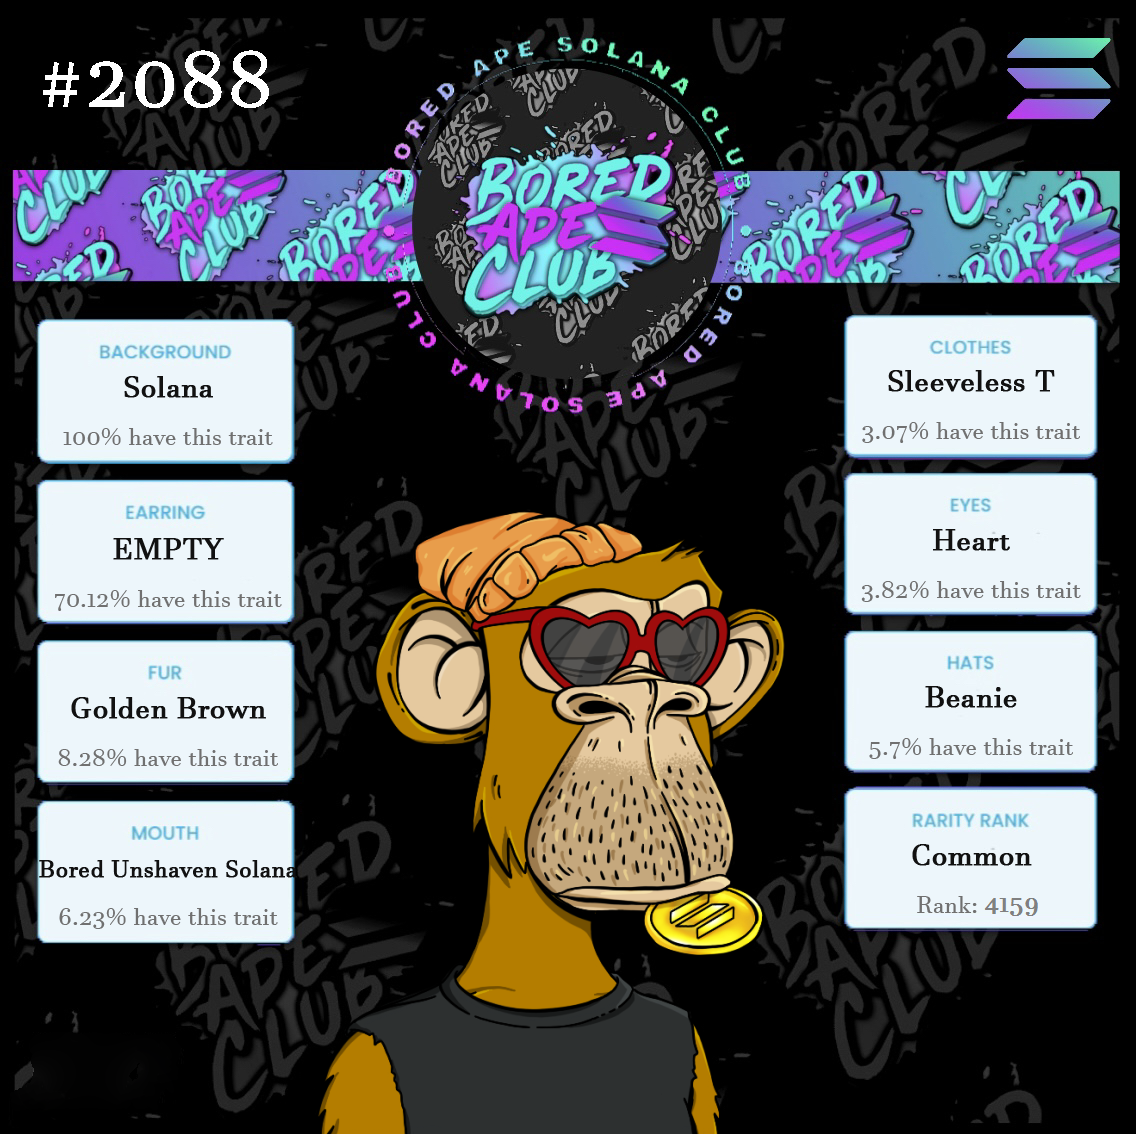 #2088
BORED APE SOLANA CLUB
BORED
APE
CLUB
BORED APE SOLANA CLUB
BACKGROUND
Solana
100% have this trait
EARRING
EMPTY
70.12% have this trait
FUR
Golden Brown
8.28% have this trait
MOUTH
Bored Unshaven Solana
6.23% have this trait
CLOTHES
Sleeveless T
3.07% have this trait
EYES
Heart
3.82% have this trait
HATS
Beanie
5.7% have this trait
RARITY RANK
Common
Rank: 4159